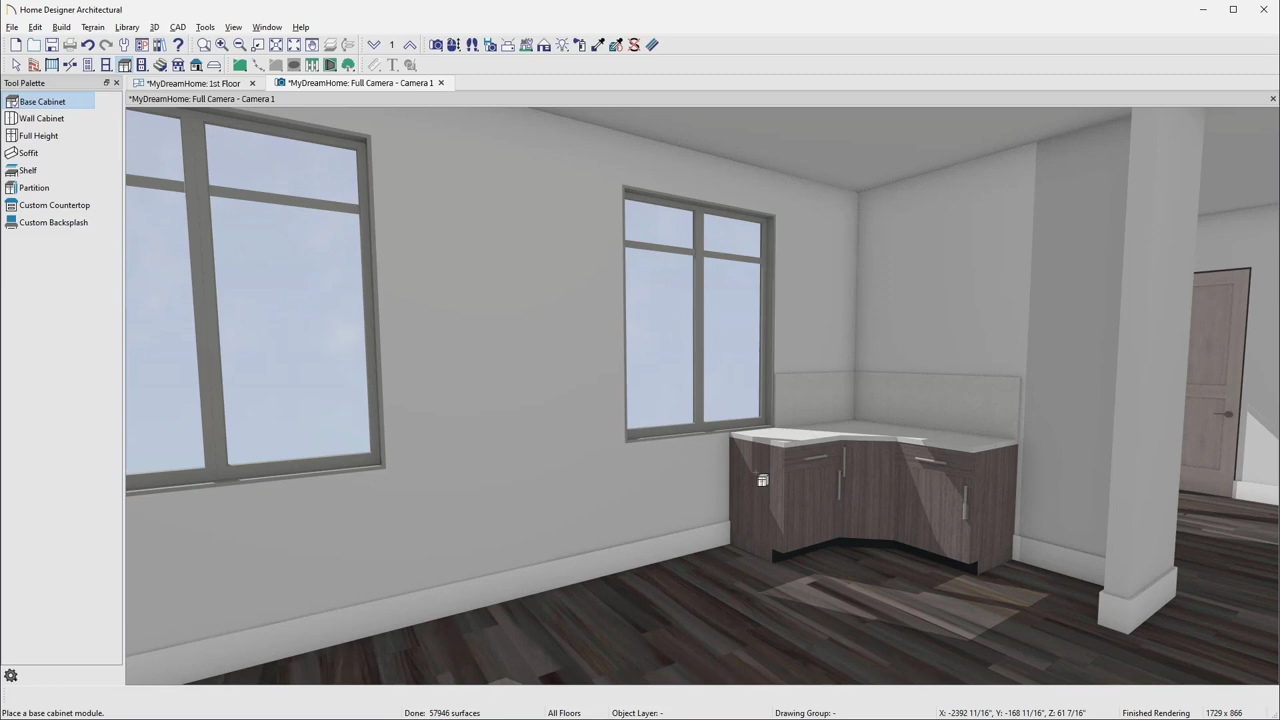 Home Designer Architectural
File Edit Build Terrain Library 3D CAD Tools View Window Help
1
Tool Palette
*MyDreamHome: 1st Floor
*MyDreamHome: Full Camera - Camera 1
*MyDreamHome: Full Camera - Camera 1
Base Cabinet
Wall Cabinet
Full Height
Soffit
Shelf
Partition
Custom Countertop
Custom Backsplash
Place a base cabinet module.
Done: 57946 surfaces
All Floors
Object Layer: -
Drawing Group: -
X: -2392 11/16", Y: -168 11/16", Z: 61 7/16"
Finished Rendering
1729 x 866